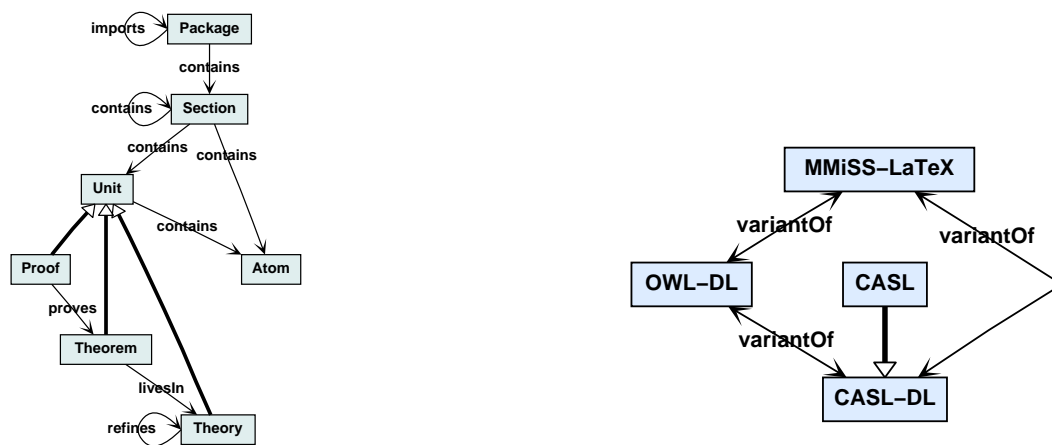 imports
Package
contains
contains
Section
contains
contains
Unit
contains
Proof
Atom
proves
Theorem
livesIn
refines
Theory
MMiSS–LaTeX
variantOf
variantOf
OWL–DL
CASL
variantOf
CASL–DL